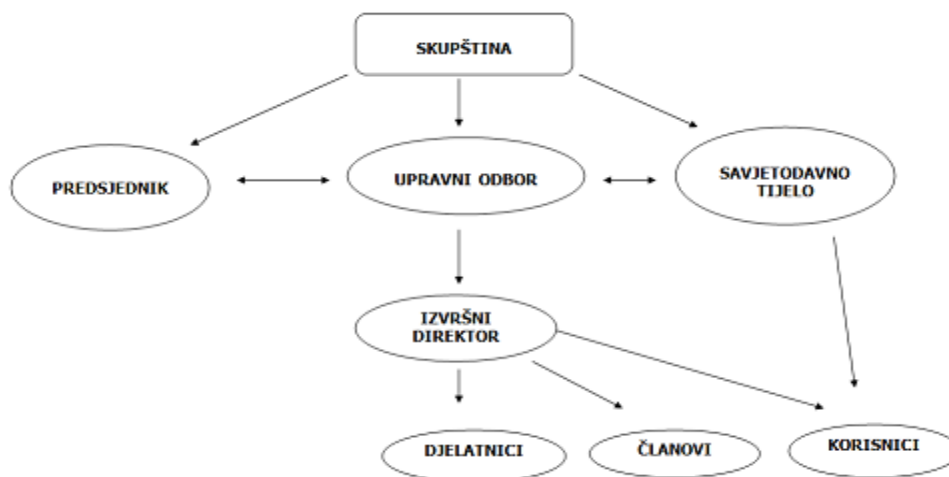 SKUPŠTINA
PREDSJEDNIK
UPRAVNI ODBOR
SAVJETODAVNO
TIJELO
IZVRŠNI
DIREKTOR
DJELATNICI
ČLANOVI
KORISNICI